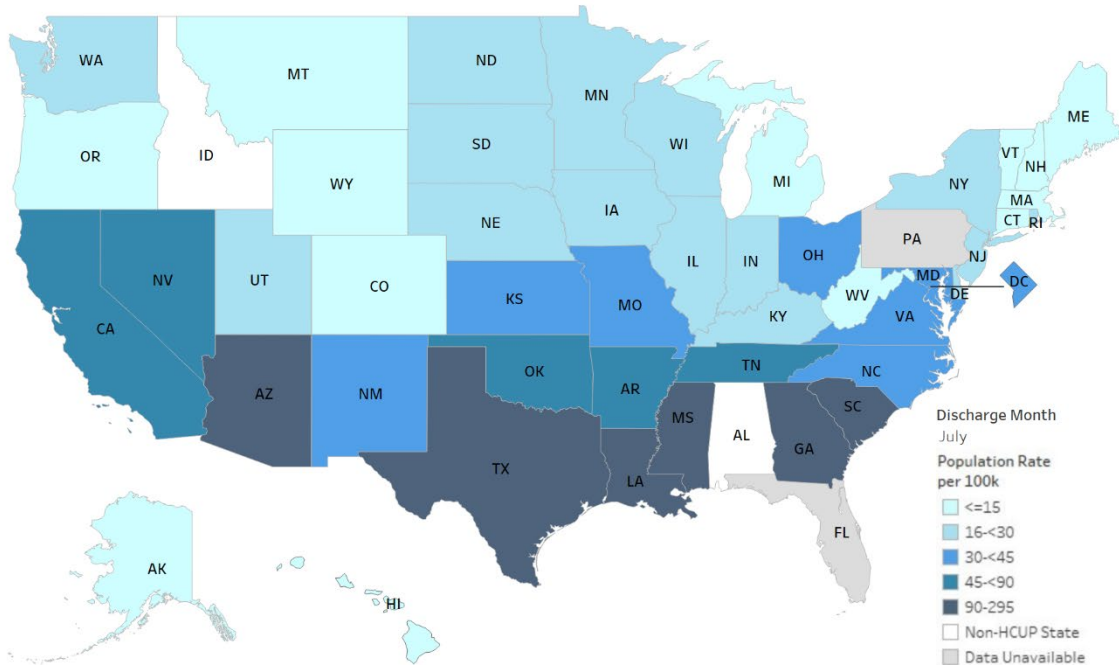 WA
MT
ND
MN
ME
OR
ID
WY
SD
WI
MI
VT
NH
NY
MA
CT
RI
NE
IA
PA
NJ
NV
UT
CO
IL
IN
OH
MD
DE
DC
CA
KS
MO
KY
WV
VA
AZ
NM
OK
AR
TN
NC
TX
LA
MS
AL
GA
SC
FL
AK
HI
Discharge Month
July
Population Rate
per 100k
<=15
16-<30
30-<45
45-<90
90-295
Non-HCUP State
Data Unavailable